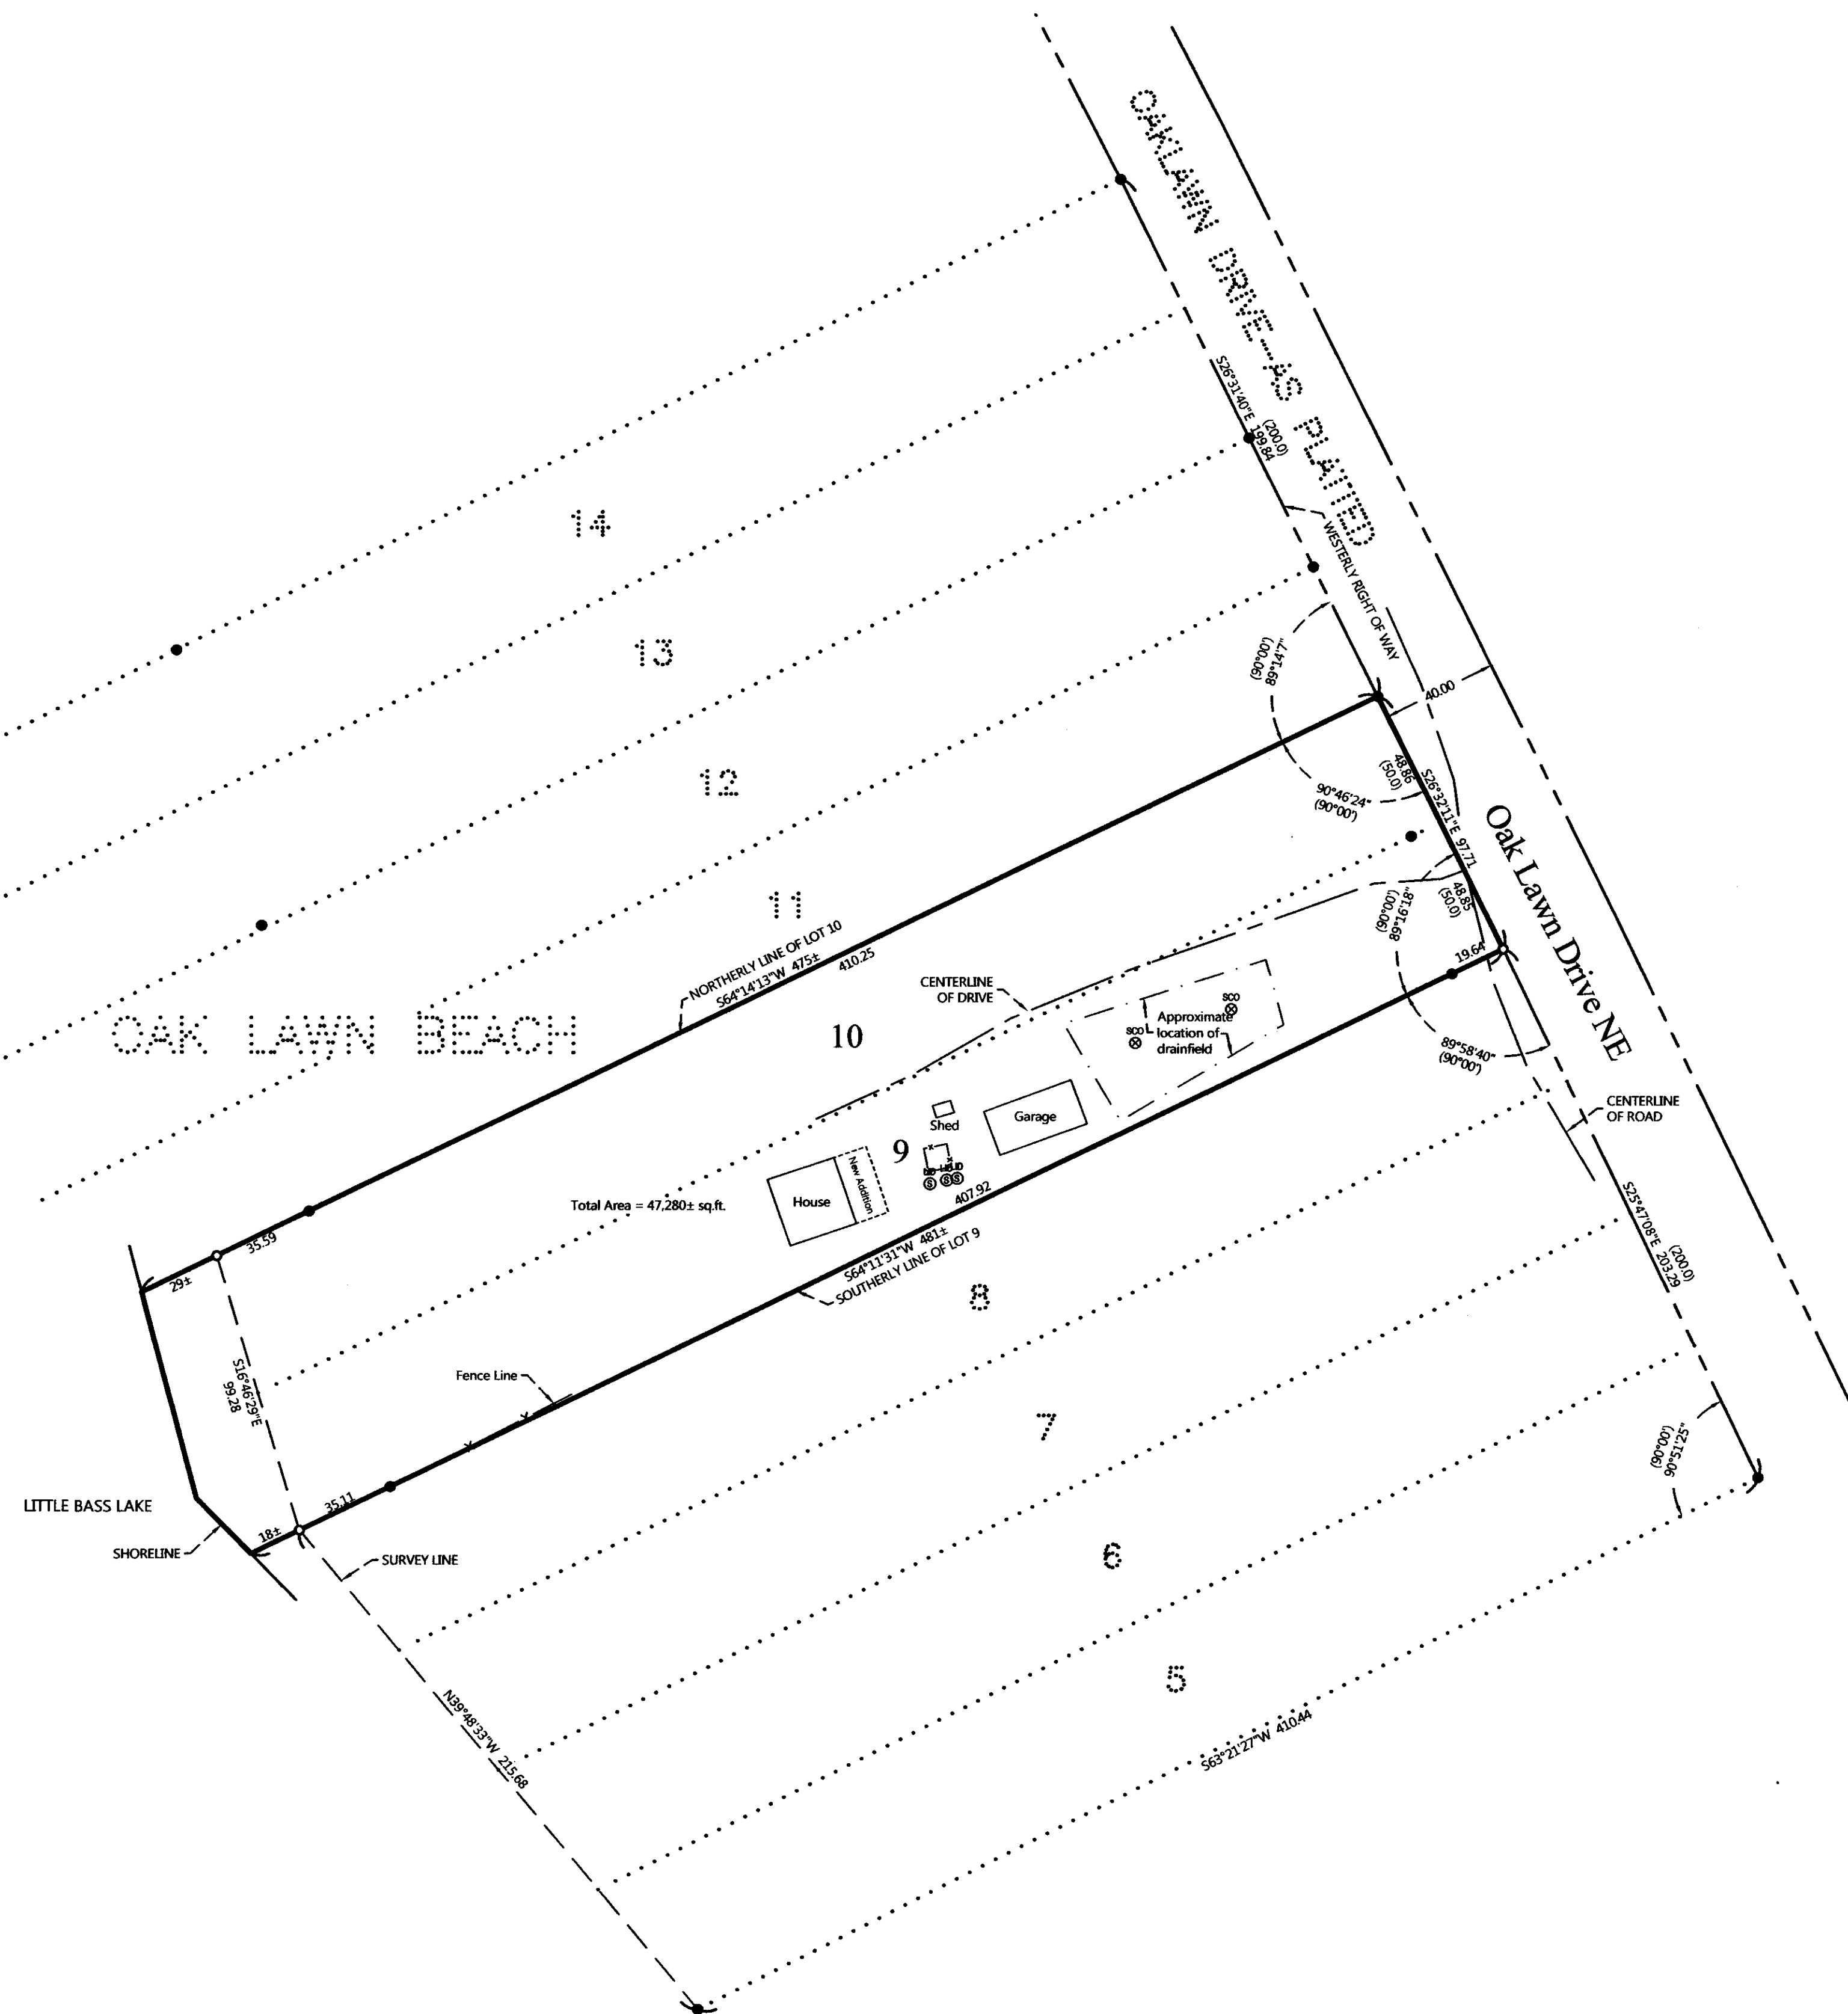 OAKLAWN DRIVE-16 PLATTED
S26°31'40"E 199.84
(200.0)
WESTERLY RIGHT OF WAY
14
13
12
11
(90°00')
89°14'7"
40.00
48.86
(50.0)
S26°32'11"E 97.71
90°46'24"
(90°00')
Oak Lawn Drive NE
48.85
(50.0)
(90°00')
89°16'18"
19.64
NORTHERLY LINE OF LOT 10
S64°14'13"W 475±
410.25
CENTERLINE
OF DRIVE
OAK LAWN BEACH
10
SCO
SCO
Approximate
location of
drainfield
89°58'40"
(90°00')
CENTERLINE
OF ROAD
Garage
Shed
9
New Addition
House
S
S
S
407.92
Total Area = 47,280± sq.ft.
35.59
29±
S64°11'31"W 481±
SOUTHERLY LINE OF LOT 9
8
S25°47'08"E 203.29
(200.0)
S16°46'29"E
99.28
Fence Line
7
(90°00')
90°51'25"
LITTLE BASS LAKE
35.11
18±
SHORELINE
SURVEY LINE
6
5
N39°48'33"W 215.68
S63°21'27"W 410.44